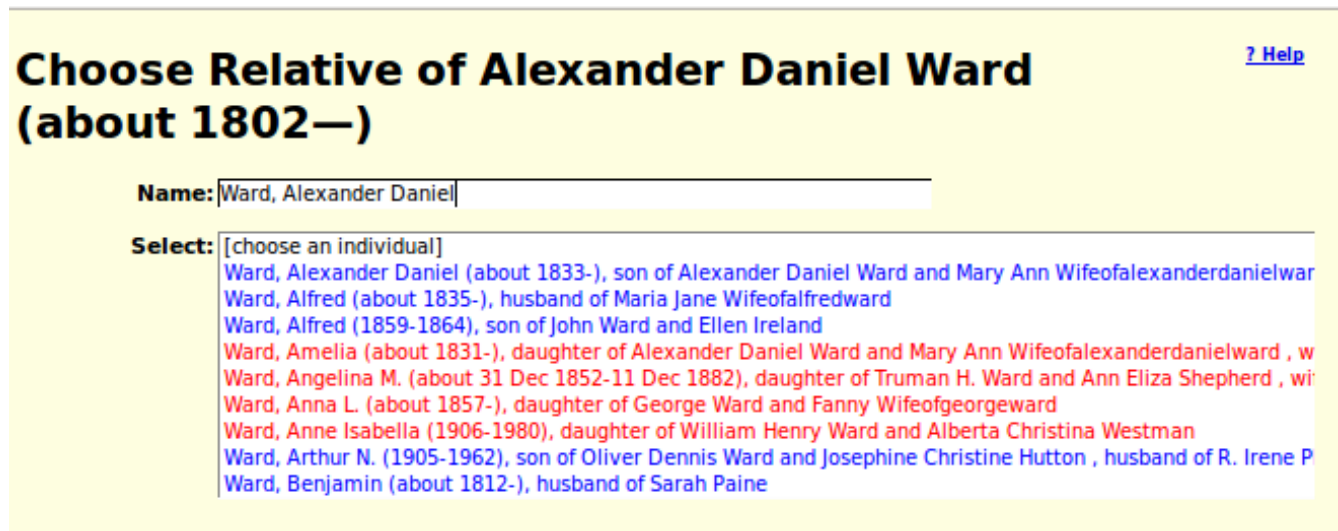 Choose Relative of Alexander Daniel Ward
? Help
(about 1802—)
Name: Ward, Alexander Daniel
Select: [choose an individual]
Ward, Alexander Daniel (about 1833-), son of Alexander Daniel Ward and Mary Ann Wifeofalexanderdanielwar
Ward, Alfred (about 1835-), husband of Maria Jane Wifeofalfredward
Ward, Alfred (1859-1864), son of John Ward and Ellen Ireland
Ward, Amelia (about 1831-), daughter of Alexander Daniel Ward and Mary Ann Wifeofalexanderdanielward , w
Ward, Angelina M. (about 31 Dec 1852-11 Dec 1882), daughter of Truman H. Ward and Ann Eliza Shepherd , wi
Ward, Anna L. (about 1857-), daughter of George Ward and Fanny Wifeofgeorgeward
Ward, Anne Isabella (1906-1980), daughter of William Henry Ward and Alberta Christina Westman
Ward, Arthur N. (1905-1962), son of Oliver Dennis Ward and Josephine Christine Hutton , husband of R. Irene P
Ward, Benjamin (about 1812-), husband of Sarah Paine